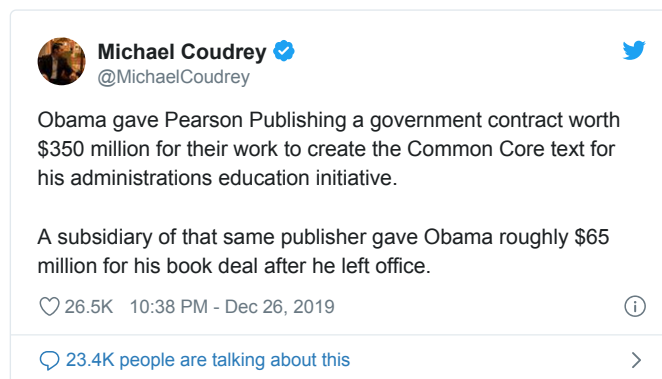 Michael Coudrey
@MichaelCoudrey
Obama gave Pearson Publishing a government contract worth
$350 million for their work to create the Common Core text for
his administrations education initiative.
A subsidiary of that same publisher gave Obama roughly $65
million for his book deal after he left office.
26.5K 10:38 PM - Dec 26, 2019
23.4K people are talking about this